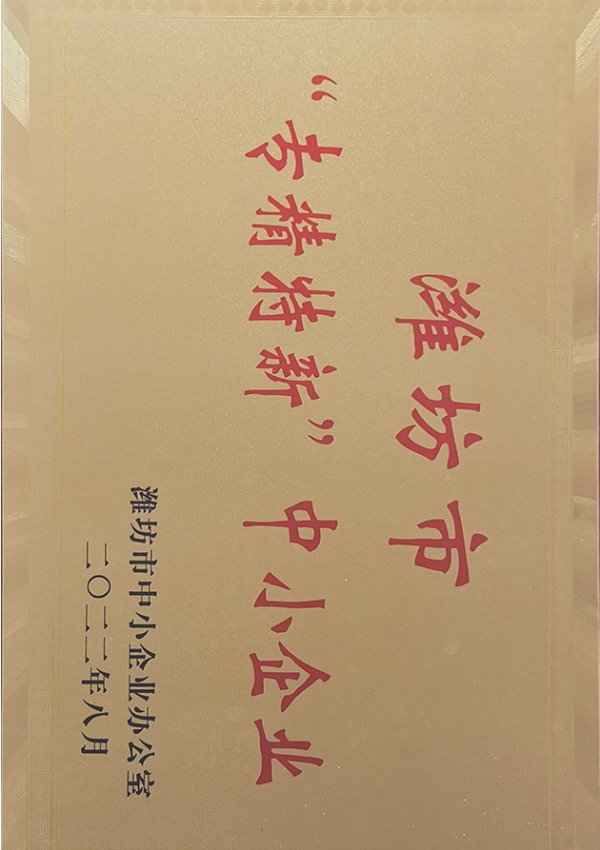 潍坊市
“专精特新”中小企业
潍坊市中小企业办公室
二〇二二年八月